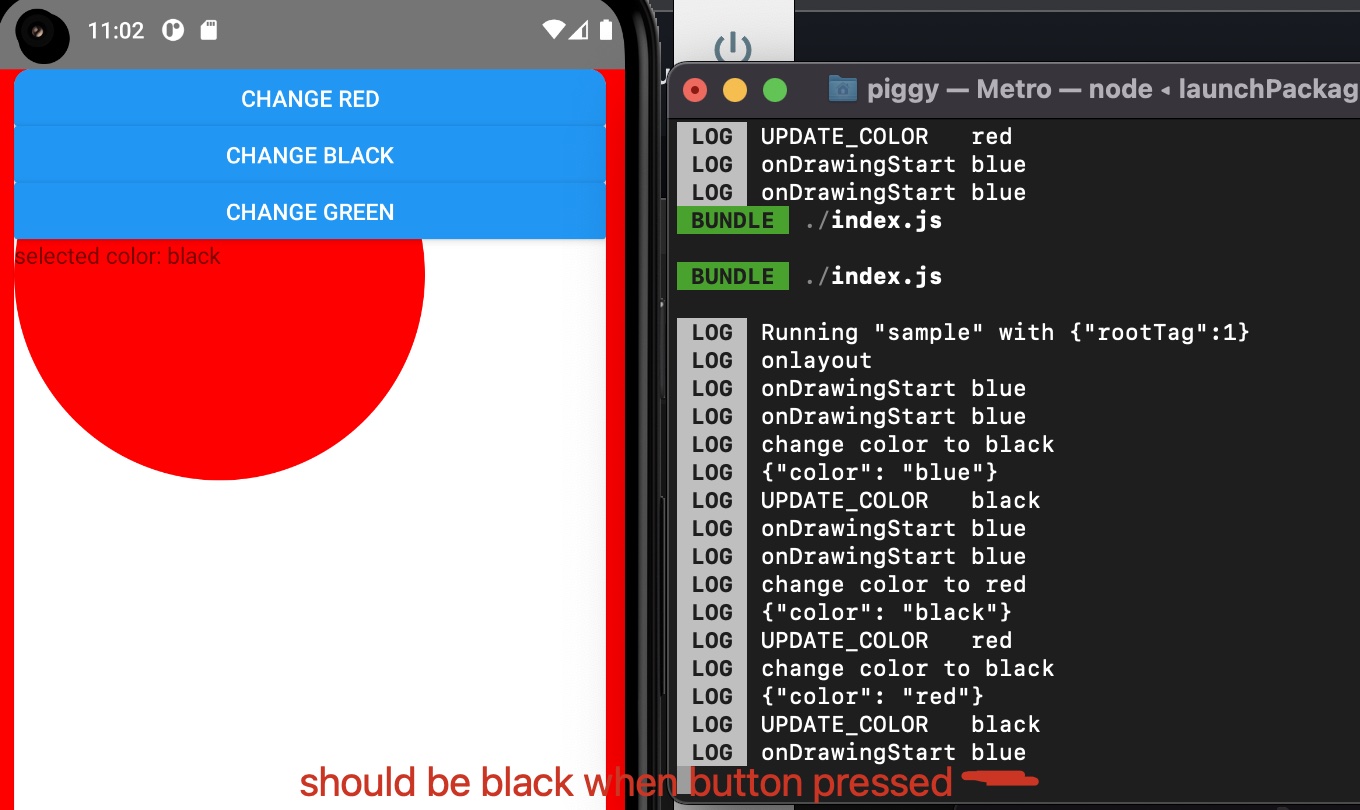 11:02
CHANGE RED
CHANGE BLACK
CHANGE GREEN
selected color: black
piggy — Metro — node ◂ launchPackag
LOG UPDATE_COLOR red
LOG onDrawingStart blue
LOG onDrawingStart blue
BUNDLE ./index.js
BUNDLE ./index.js
LOG Running "sample" with {"rootTag":1}
LOG onlayout
LOG onDrawingStart blue
LOG onDrawingStart blue
LOG change color to black
LOG {"color": "blue"}
LOG UPDATE_COLOR black
LOG onDrawingStart blue
LOG onDrawingStart blue
LOG change color to red
LOG {"color": "black"}
LOG UPDATE_COLOR red
LOG change color to black
LOG {"color": "red"}
LOG UPDATE_COLOR black
LOG onDrawingStart blue
should be black when button pressed